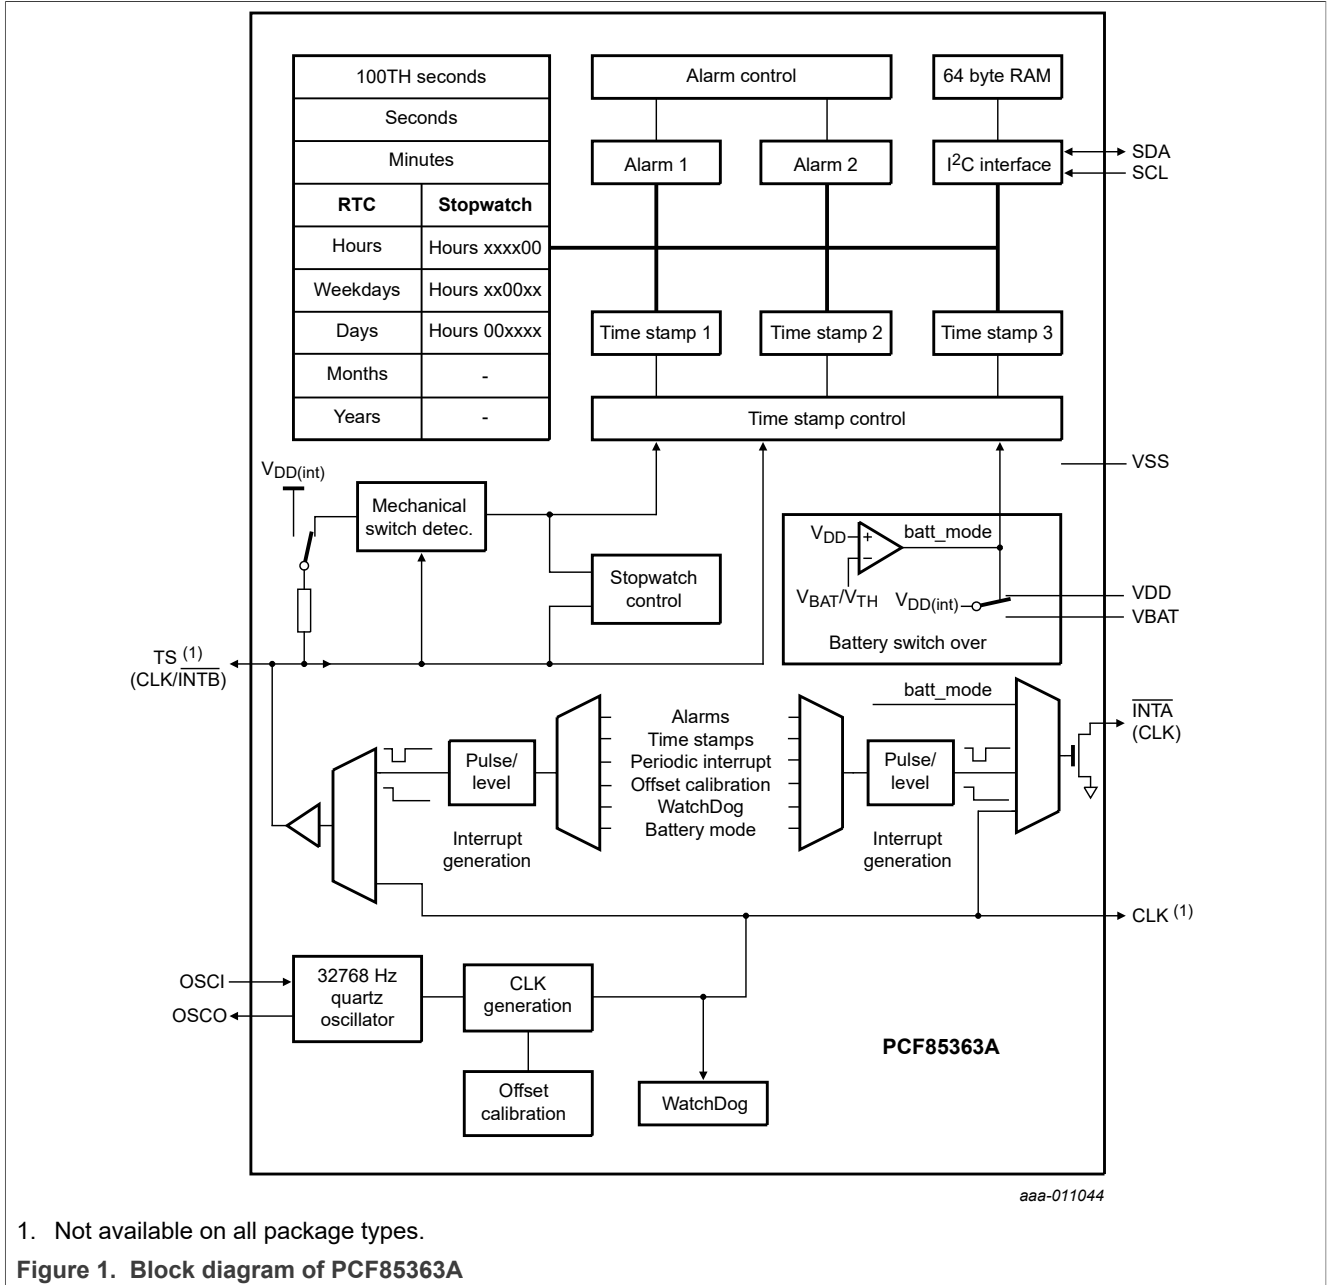 100TH seconds
Seconds
Minutes
RTC Stopwatch
Hours Hours xxxx00
Weekdays Hours xx00xx
Days Hours 00xxxx
Months -
Years -
Alarm control
64 byte RAM
Alarm 1
Alarm 2
I2C interface
SDA
SCL
Time stamp 1
Time stamp 2
Time stamp 3
Time stamp control
VSS
VDD(int)
Mechanical
switch detec.
Stopwatch
control
VDD
+
−
batt_mode
VBAT/VTH
VDD(int)
Battery switch over
VDD
VBAT
TS (1)
(CLK/INTB)
batt_mode
INTA
(CLK)
Alarms
Time stamps
Periodic interrupt
Offset calibration
WatchDog
Battery mode
Pulse/
level
Interrupt
generation
Pulse/
level
Interrupt
generation
CLK (1)
OSCI
OSCO
32768 Hz
quartz
oscillator
CLK
generation
Offset
calibration
WatchDog
PCF85363A
aaa-011044
1. Not available on all package types.
Figure 1. Block diagram of PCF85363A